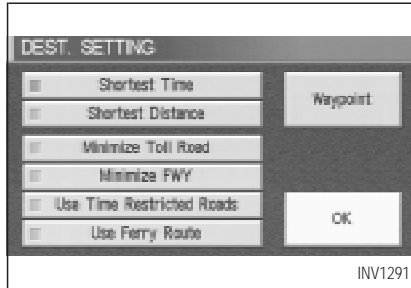 DEST. SETTING
Shortest Time
Shortest Distance
Waypoint
Minimize Toll Road
Minimize FWY
Use Time Restricted Roads
Use Ferry Route
OK
INV1291